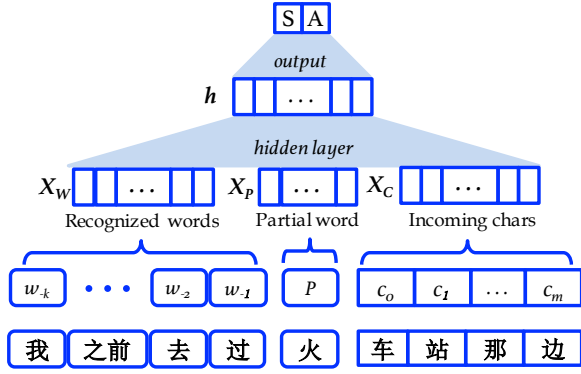 S A
output
h ...
hidden layer
X_W ... X_P ... X_C ...
Recognized words Partial word Incoming chars
w_-k ... w_-2 w_-1 P c_0 c_1 ... c_m
我 之前 去 过 火 车 站 那 边